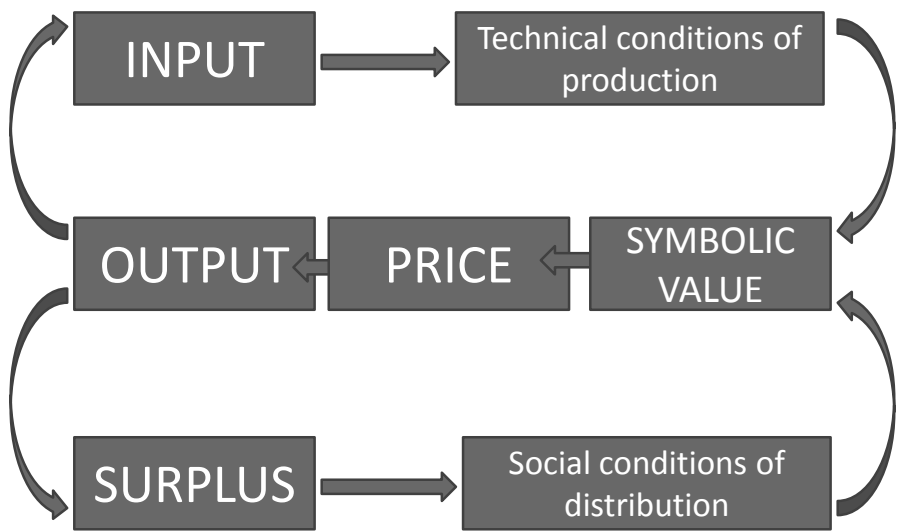 INPUT
Technical conditions of
production
OUTPUT
PRICE
SYMBOLIC
VALUE
SURPLUS
Social conditions of
distribution